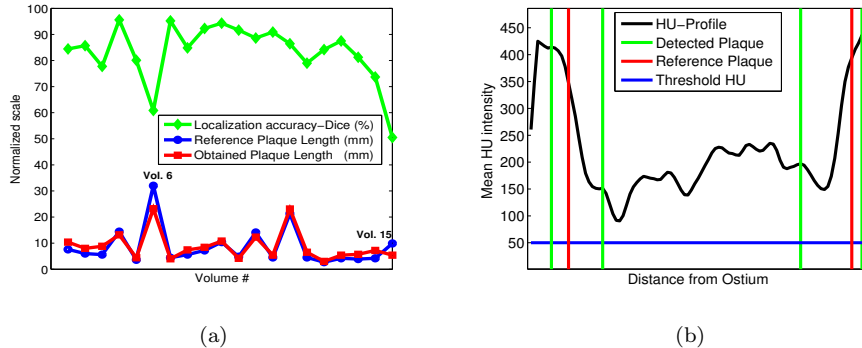 100
90
80
70
60
50
40
30
20
10
0
Normalized scale
Localization accuracy-Dice (%)
Reference Plaque Length (mm)
Obtained Plaque Length (mm)
Vol. 6
Vol. 15
Volume #
(a)
450
400
350
300
250
200
150
100
50
Mean HU intensity
HU-Profile
Detected Plaque
Reference Plaque
Threshold HU
Distance from Ostium
(b)